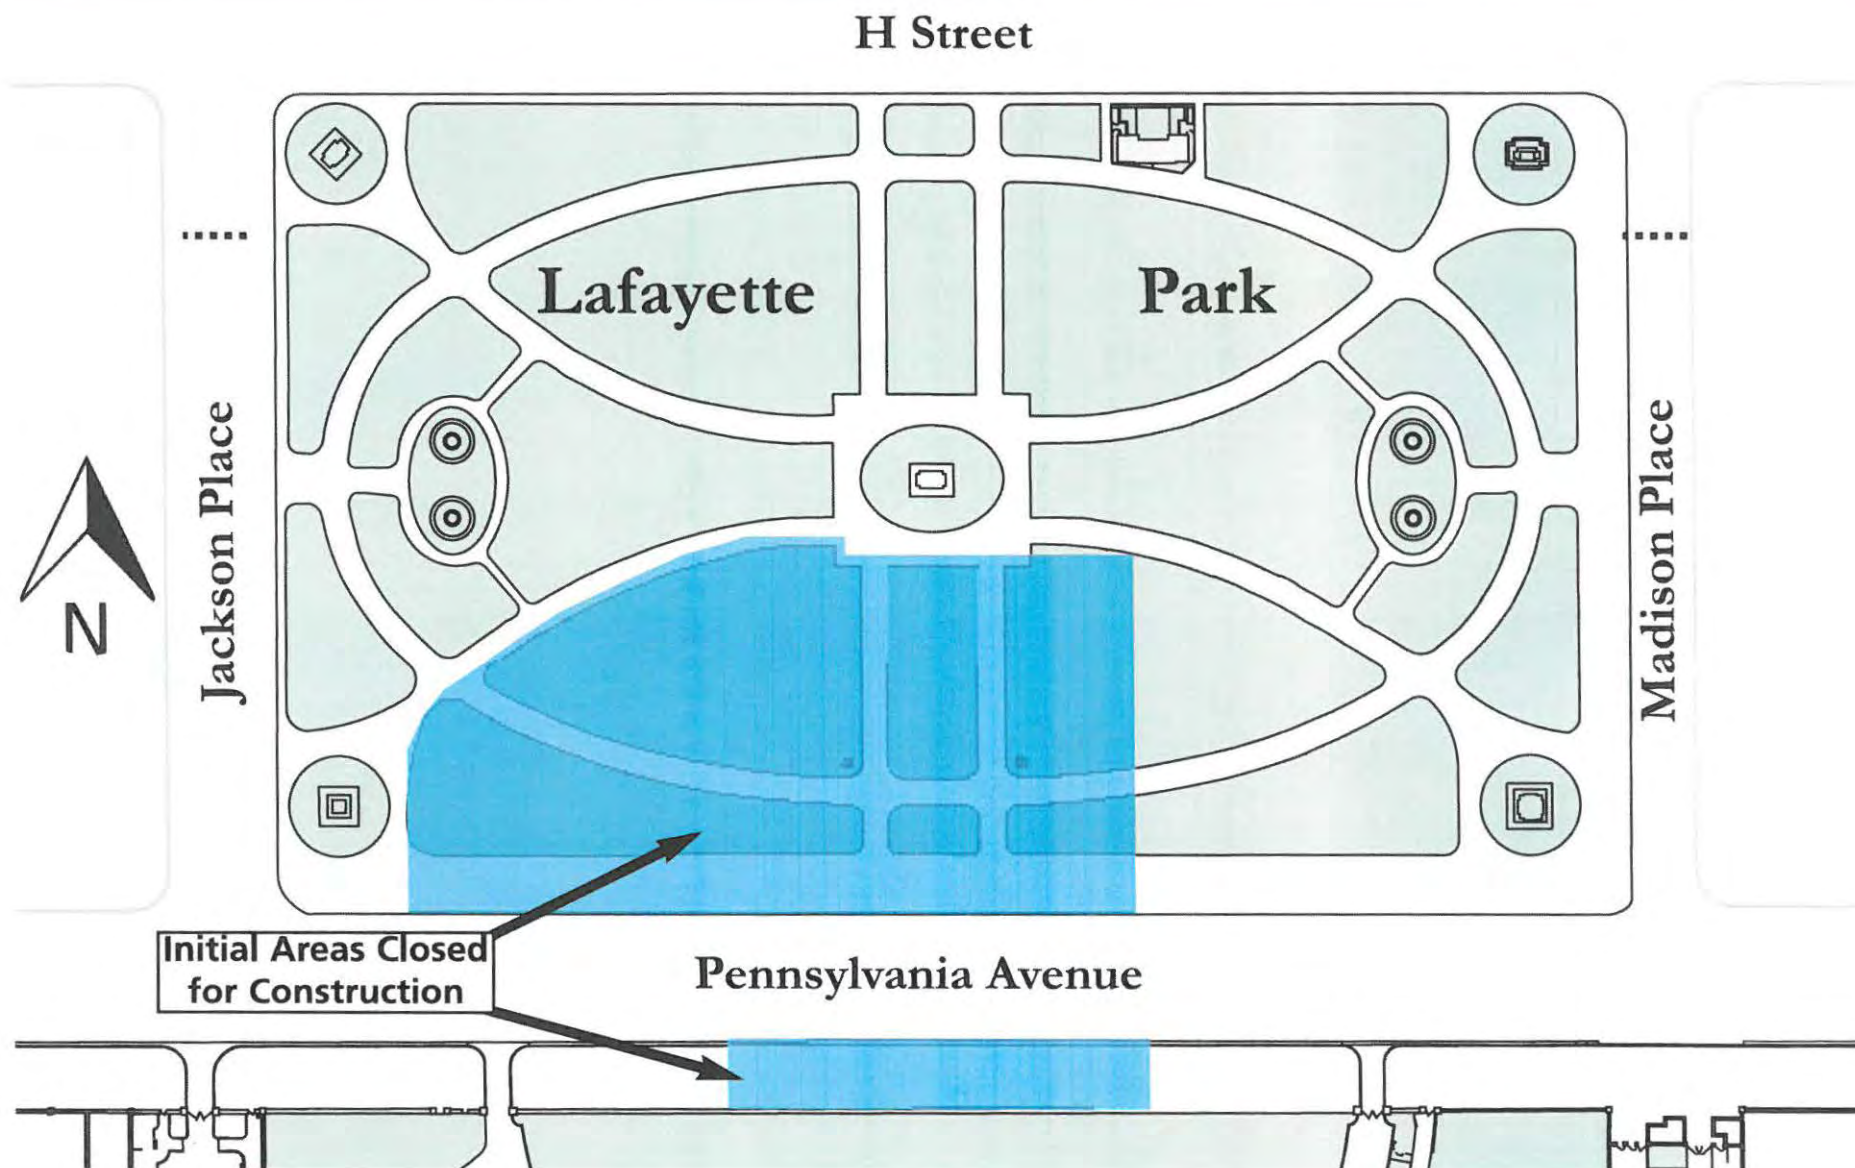 H Street
Lafayette Park
Jackson Place
Madison Place
N
Initial Areas Closed
for Construction
Pennsylvania Avenue